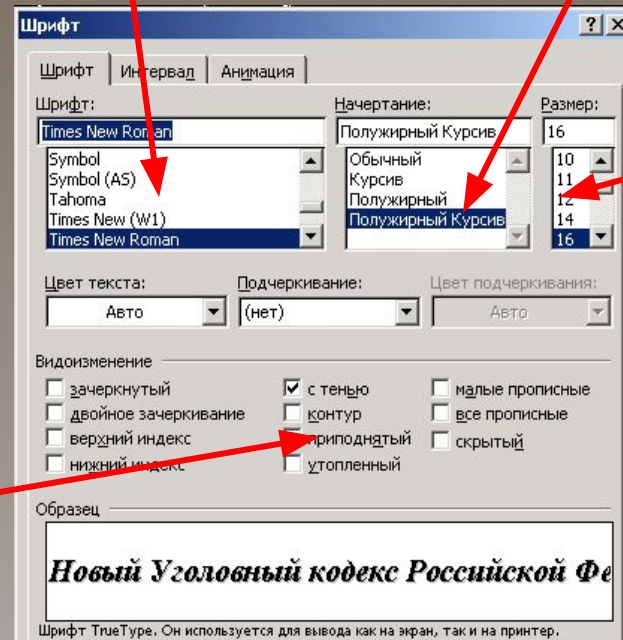 Шрифт
Шрифт Интервал Анимация
Шрифт: Начертание: Размер:
Times New Roman Полужирный Курсив 16
Symbol Обычный 10
Symbol (AS) Курсив 11
Tahoma Полужирный 12
Times New (W1) Полужирный Курсив 14
Times New Roman 16
Цвет текста: Подчеркивание: Цвет подчеркивания:
Авто (нет) Авто
Видоизменение
зачеркнутый с тенью малые прописные
двойное зачеркивание контур все прописные
верхний индекс приподнятый скрытый
нижний индекс утопленный
Образец
Новый Уголовный кодекс Российской Фе
Шрифт TrueType. Он используется для вывода как на экран, так и на принтер.